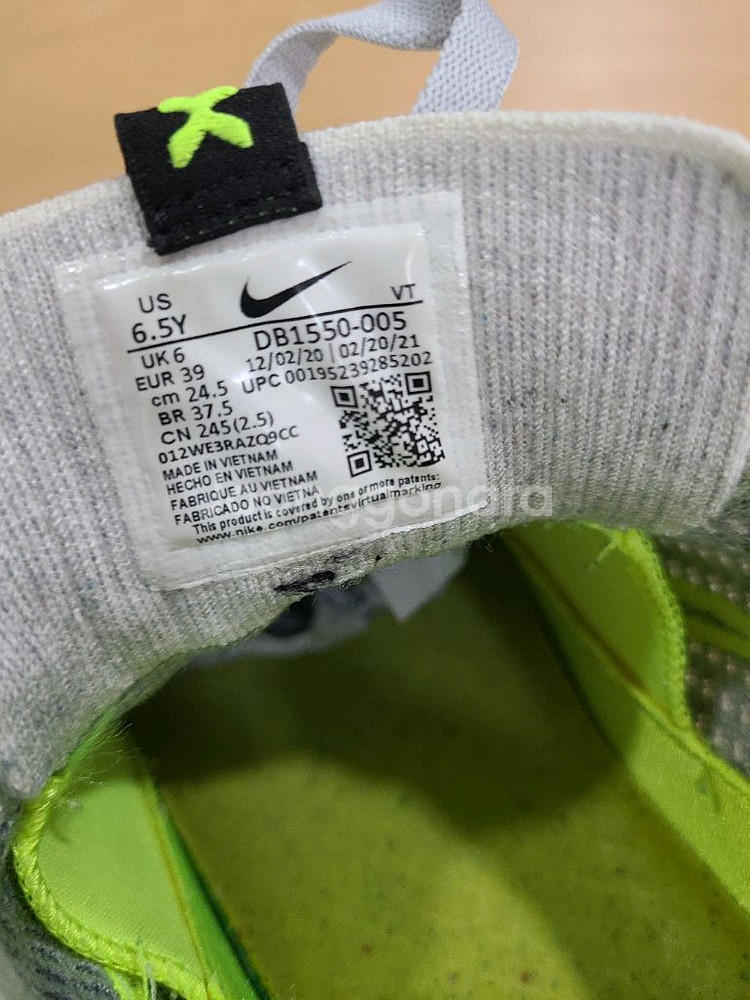 US
6.5Y
VT
DB1550-005
UK 6
12/02/20 | 02/20/21
EUR 39
UPC 00195239285202
cm 24.5
BR 37.5
CN 245(2.5)
012WE3RAZQ9CC
MADE IN VIETNAM
HECHO EN VIETNAM
FABRIQUE AU VIETNAM
FABRICADO NO VIETNA
This product is covered by one or more patents:
www.nike.com/patentsvirtualmarking